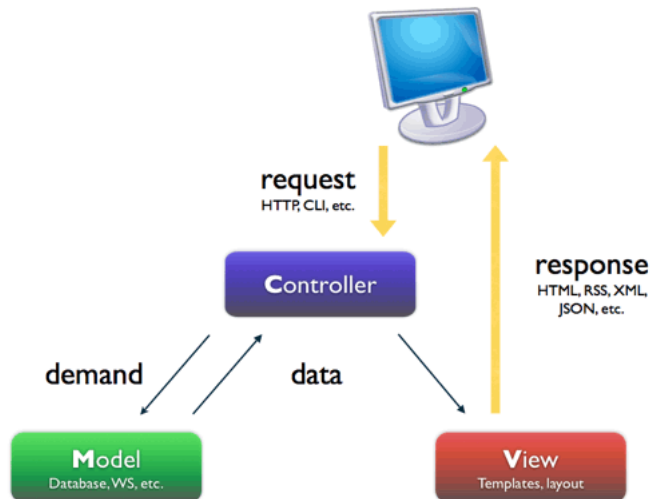 request
HTTP, CLI, etc.
Controller
response
HTML, RSS, XML,
JSON, etc.
demand
data
Model
Database, WS, etc.
View
Templates, layout